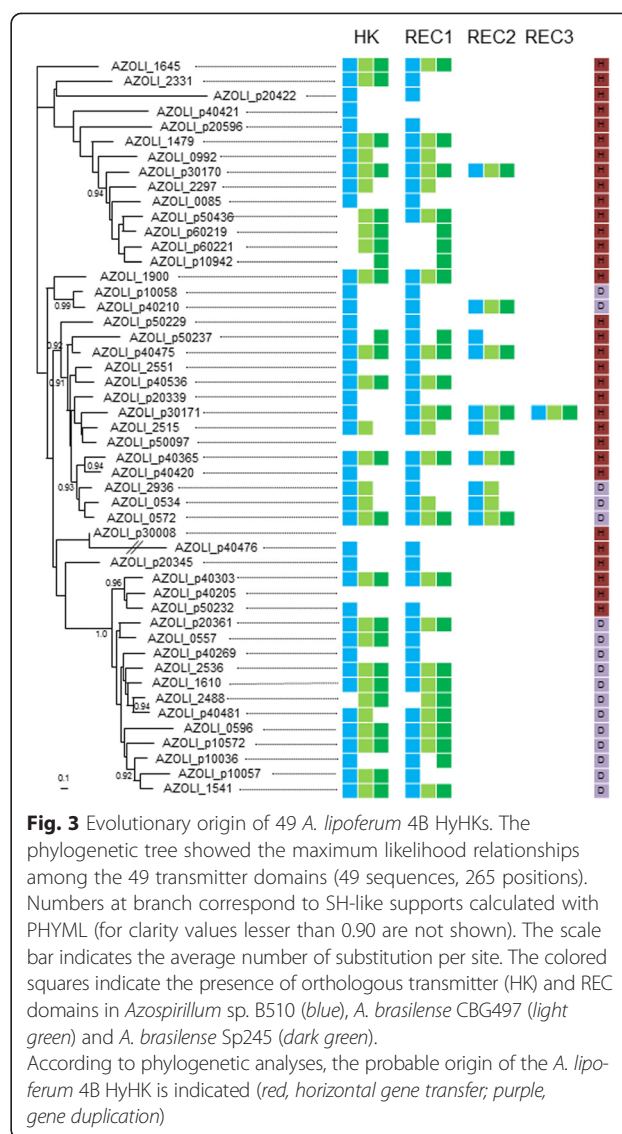 HK REC1 REC2 REC3
AZOLI_1645 H
AZOLI_2331 H
AZOLI_p20422 H
AZOLI_p40421 H
AZOLI_p20596 H
AZOLI_1479 H
AZOLI_0992 H
0.94 AZOLI_p30170 H
AZOLI_2297 H
AZOLI_0085 H
AZOLI_p50436 H
AZOLI_p60219 H
AZOLI_p60221 H
AZOLI_p10942 H
AZOLI_1900 H
AZOLI_p10058 D
0.99 AZOLI_p40210 D
AZOLI_p50229 H
AZOLI_p50237 H
0.92 AZOLI_p40475 H
0.91 AZOLI_2551 H
AZOLI_p40536 H
AZOLI_p20339 H
AZOLI_p30171 H
AZOLI_2515 H
AZOLI_p50097 H
AZOLI_p40365 H
0.94 AZOLI_p40420 H
0.93 AZOLI_2936 D
AZOLI_0534 D
AZOLI_0572 D
AZOLI_p30008 H
AZOLI_p40476 H
AZOLI_p20345 H
0.96 AZOLI_p40303 H
AZOLI_p40205 H
AZOLI_p50232 H
1.0 AZOLI_p20361 D
AZOLI_0557 D
AZOLI_p40269 D
AZOLI_2536 D
AZOLI_1610 D
AZOLI_2488 D
0.94 AZOLI_p40481 D
AZOLI_0596 D
AZOLI_p10572 D
AZOLI_p10036 D
0.92 AZOLI_p10057 D
0.1 AZOLI_1541 D
Fig. 3 Evolutionary origin of 49 A. lipoferum 4B HyHKs. The
phylogenetic tree showed the maximum likelihood relationships
among the 49 transmitter domains (49 sequences, 265 positions).
Numbers at branch correspond to SH-like supports calculated with
PHYML (for clarity values lesser than 0.90 are not shown). The scale
bar indicates the average number of substitution per site. The colored
squares indicate the presence of orthologous transmitter (HK) and REC
domains in Azospirillum sp. B510 (blue), A. brasilense CBG497 (light
green) and A. brasilense Sp245 (dark green).
According to phylogenetic analyses, the probable origin of the A. lipo-
ferum 4B HyHK is indicated (red, horizontal gene transfer; purple,
gene duplication)